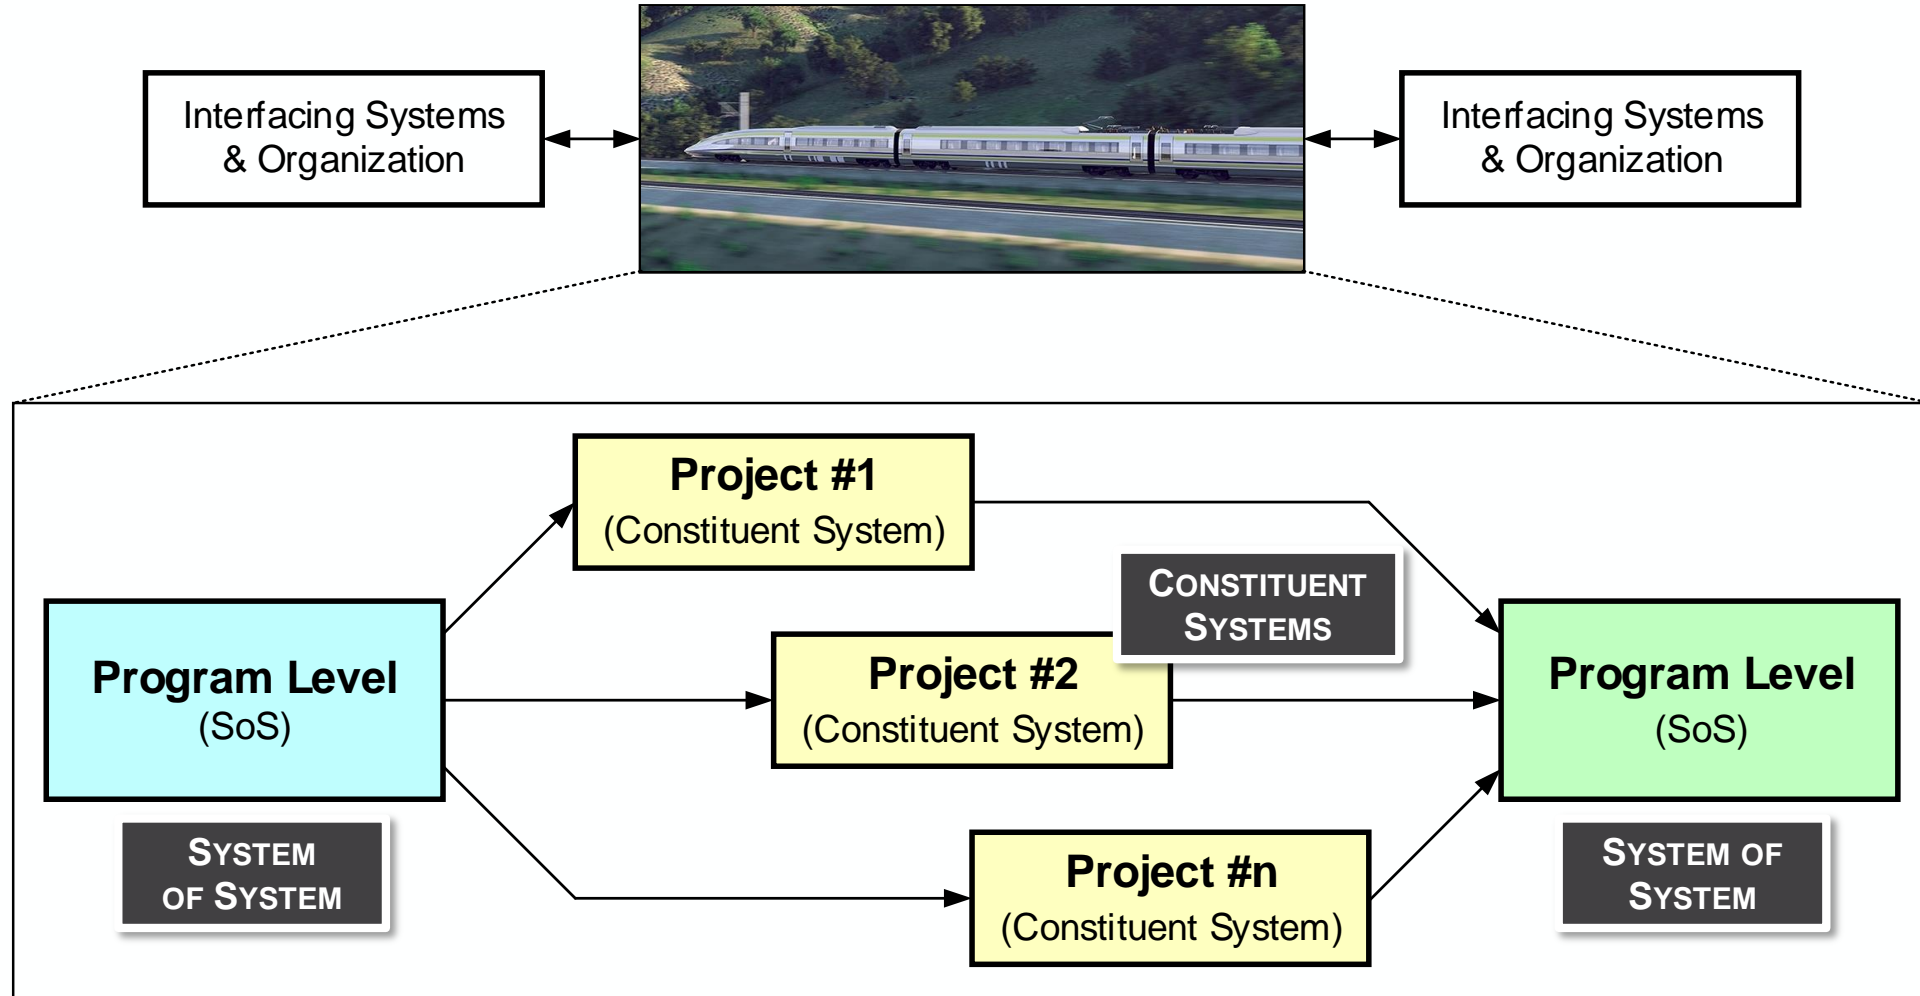 Interfacing Systems
& Organization
Interfacing Systems
& Organization
Project #1
(Constituent System)
CONSTITUENT
SYSTEMS
Program Level
(SoS)
Project #2
(Constituent System)
Program Level
(SoS)
SYSTEM
OF SYSTEM
Project #n
(Constituent System)
SYSTEM OF
SYSTEM